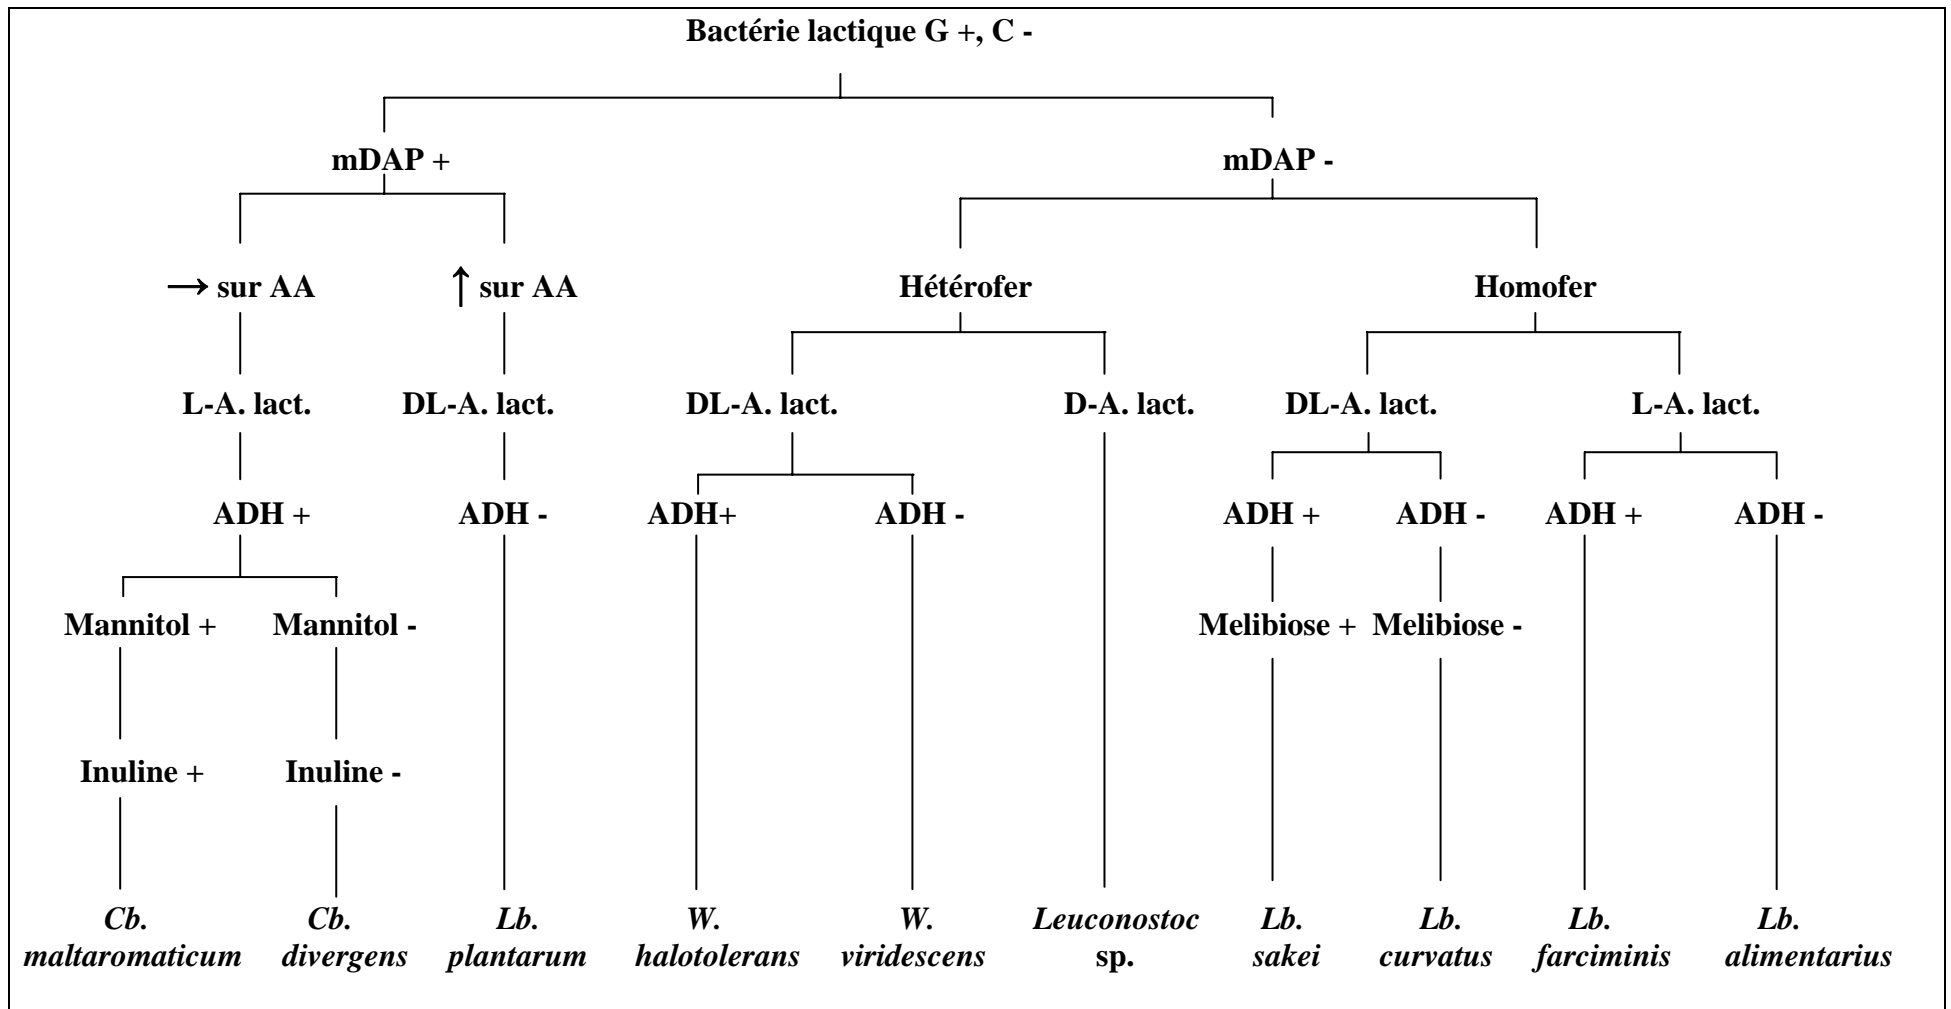 Bactérie lactique G +, C -
mDAP +
mDAP -
→ sur AA
↑ sur AA
Hétérofer
Homofer
L-A. lact.
DL-A. lact.
DL-A. lact.
D-A. lact.
DL-A. lact.
L-A. lact.
ADH +
ADH -
ADH+
ADH -
ADH +
ADH -
ADH +
ADH -
Mannitol +
Mannitol -
Melibiose +
Melibiose -
Inuline +
Inuline -
Cb.
maltaromaticum
Cb.
divergens
Lb.
plantarum
W.
halotolerans
W.
viridescens
Leuconostoc
sp.
Lb.
sakei
Lb.
curvatus
Lb.
farciminis
Lb.
alimentarius